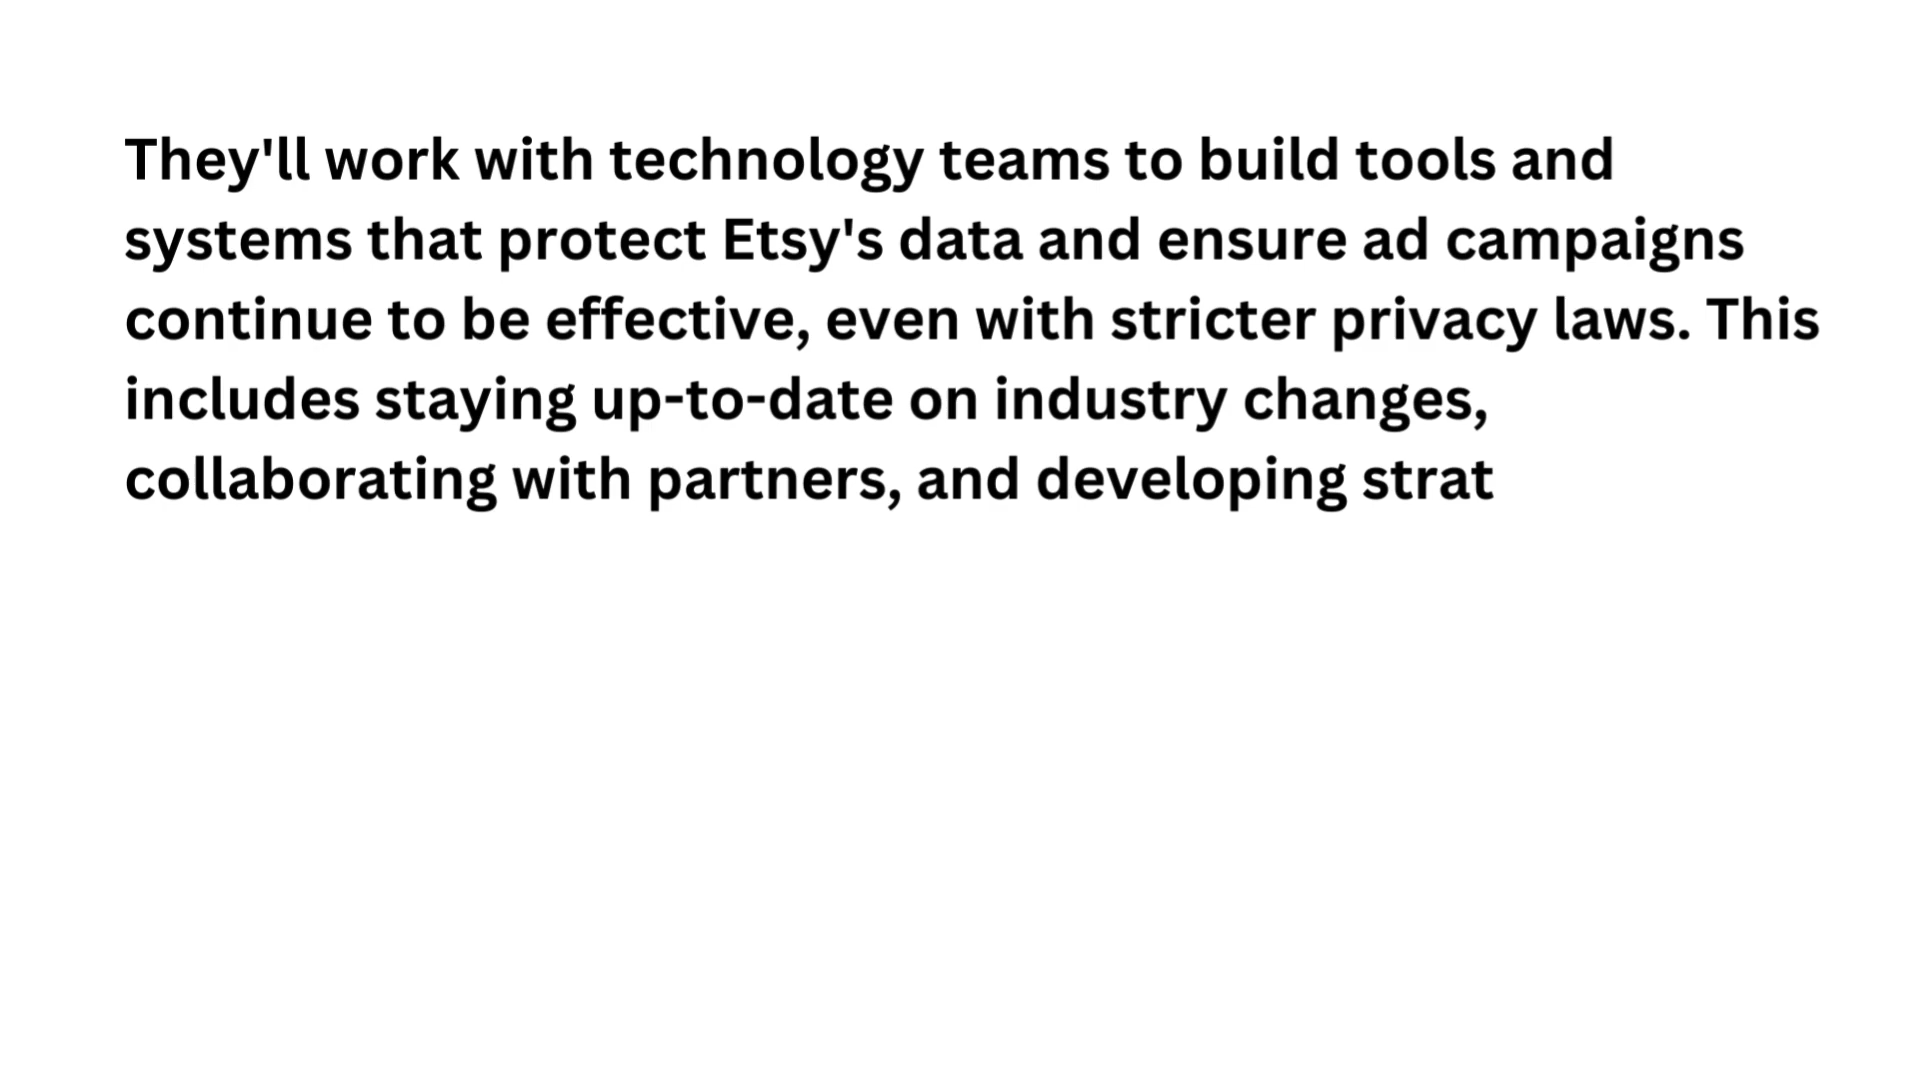 They'll work with technology teams to build tools and
systems that protect Etsy's data and ensure ad campaigns
continue to be effective, even with stricter privacy laws. This
includes staying up-to-date on industry changes,
collaborating with partners, and developing strat